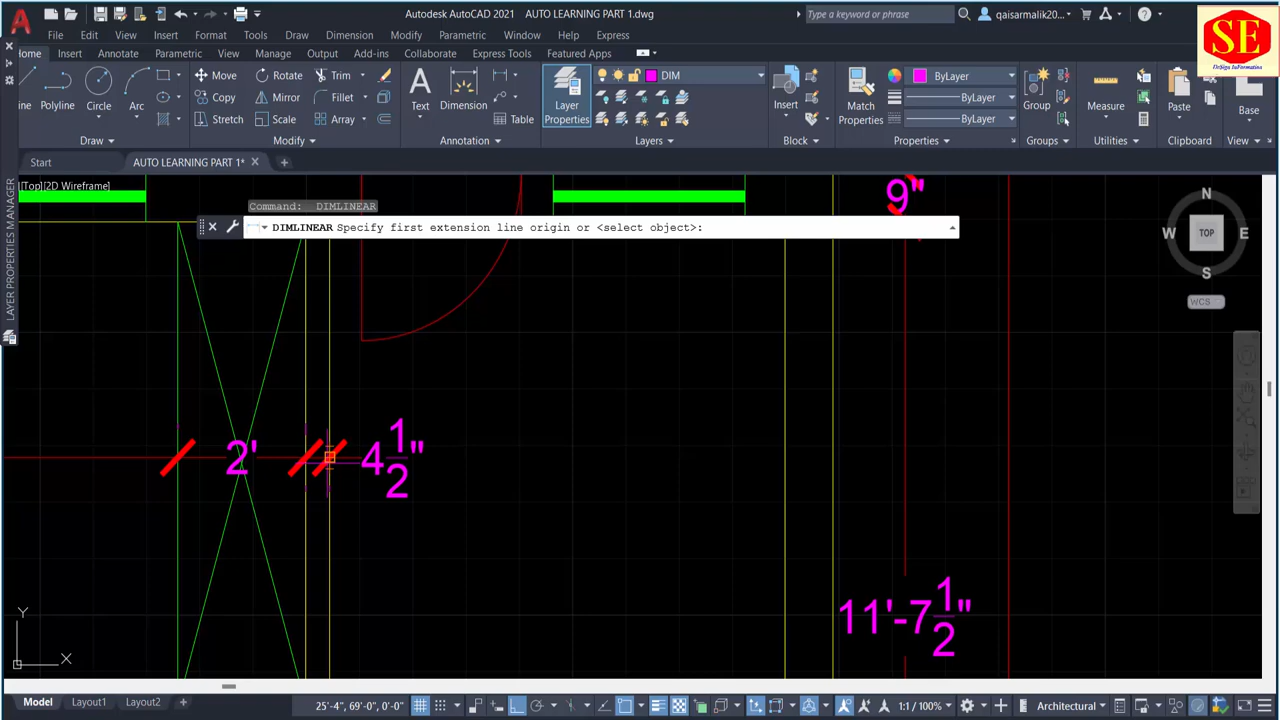 Autodesk AutoCAD 2021 AUTO LEARNING PART 1.dwg
Type a keyword or phrase
qaisarmalik20...
SE
DeSign InFormation
File Edit View Insert Format Tools Draw Dimension Modify Parametric Window Help Express
Home Insert Annotate Parametric View Manage Output Add-ins Collaborate Express Tools Featured Apps
Polyline Circle Arc
Move Rotate Trim
Copy Mirror Fillet
Stretch Scale Array
Text Dimension Table
Layer Properties
DIM
Insert
Match Properties
ByLayer
ByLayer
ByLayer
Group
Measure
Paste
Base
Draw Modify Annotation Layers Block Properties Groups Utilities Clipboard View
Start AUTO LEARNING PART 1*
[Top][2D Wireframe]
LAYER PROPERTIES MANAGER
Command: DIMLINEAR
DIMLINEAR Specify first extension line origin or <select object>:
9"
N
W TOP E
S
WCS
2' 4 1/2"
11'-7 1/2"
Y
X
Model Layout1 Layout2
25'-4", 69'-0", 0'-0" MODEL 1:1 / 100% Architectural